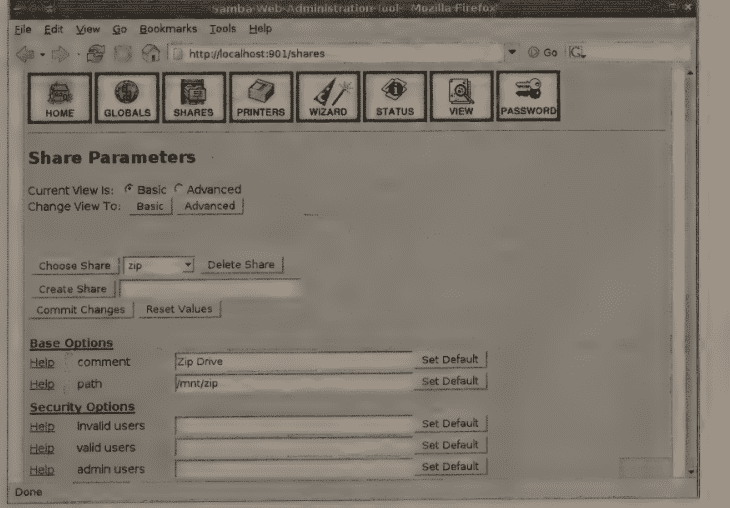 Samba Web Administration Tool - Mozilla Firefox
File Edit View Go Bookmarks Tools Help
http://localhost:901/shares Go
HOME GLOBALS SHARES PRINTERS WIZARD STATUS VIEW PASSWORD
Share Parameters
Current View Is: Basic Advanced
Change View To: Basic Advanced
Choose Share zip Delete Share
Create Share
Commit Changes Reset Values
Base Options
Help comment Zip Drive Set Default
Help path /mnt/zip Set Default
Security Options
Help invalid users Set Default
Help valid users Set Default
Help admin users Set Default
Done